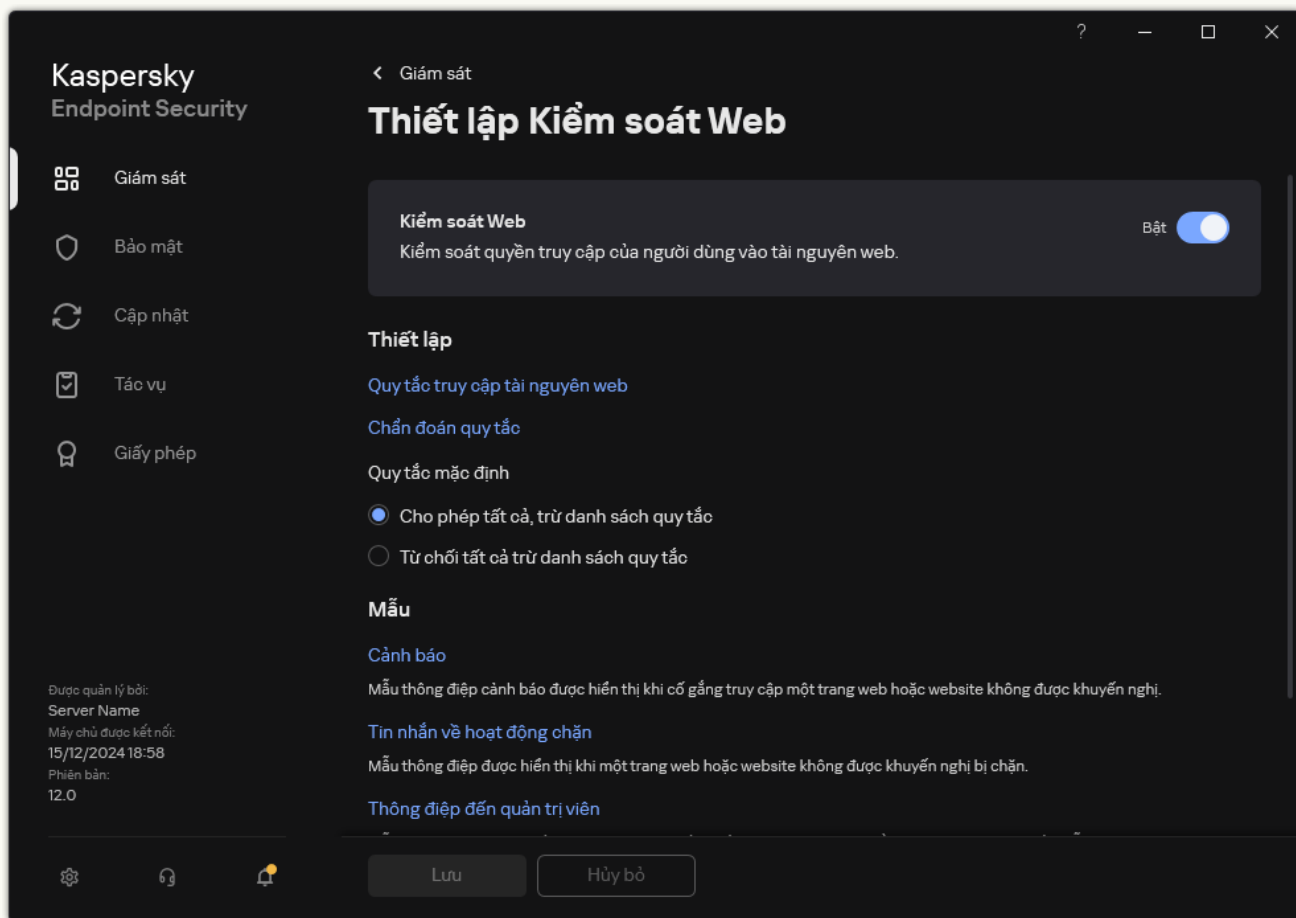 ?
Kaspersky
Endpoint Security
Giám sát
Bảo mật
Cập nhật
Tác vụ
Giấy phép
Được quản lý bởi:
Server Name
Máy chủ được kết nối:
15/12/2024 18:58
Phiên bản:
12.0
Giám sát
Thiết lập Kiểm soát Web
Kiểm soát Web
Kiểm soát quyền truy cập của người dùng vào tài nguyên web.
Bật
Thiết lập
Quy tắc truy cập tài nguyên web
Chẩn đoán quy tắc
Quy tắc mặc định
Cho phép tất cả, trừ danh sách quy tắc
Từ chối tất cả trừ danh sách quy tắc
Mẫu
Cảnh báo
Mẫu thông điệp cảnh báo được hiển thị khi cố gắng truy cập một trang web hoặc website không được khuyến nghị.
Tin nhắn về hoạt động chặn
Mẫu thông điệp được hiển thị khi một trang web hoặc website không được khuyến nghị bị chặn.
Thông điệp đến quản trị viên
Lưu
Hủy bỏ